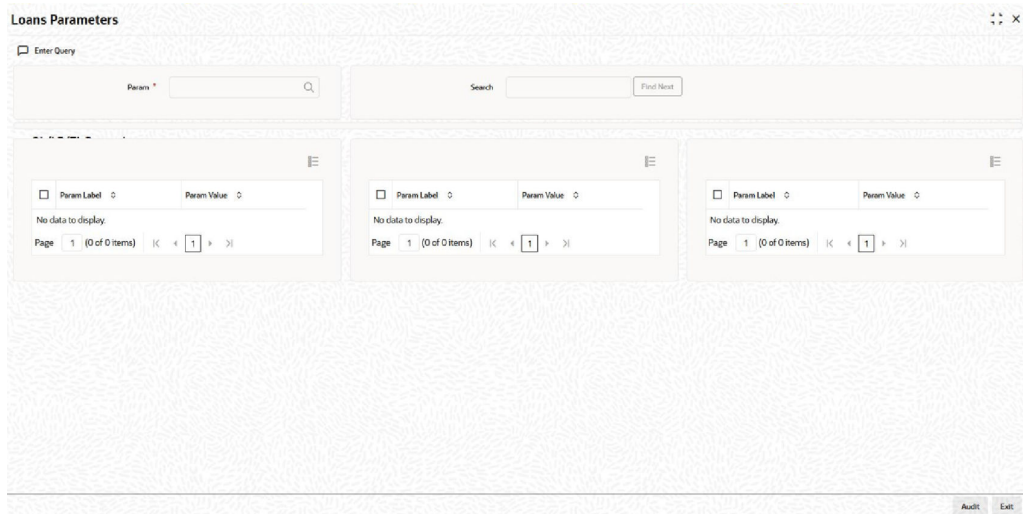 Loans Parameters
Enter Query
Param *
Search
Find Next
Param Label Param Value
No data to display.
Page 1 (0 of 0 items) 1
Param Label Param Value
No data to display.
Page 1 (0 of 0 items) 1
Param Label Param Value
No data to display.
Page 1 (0 of 0 items) 1
Audit Exit